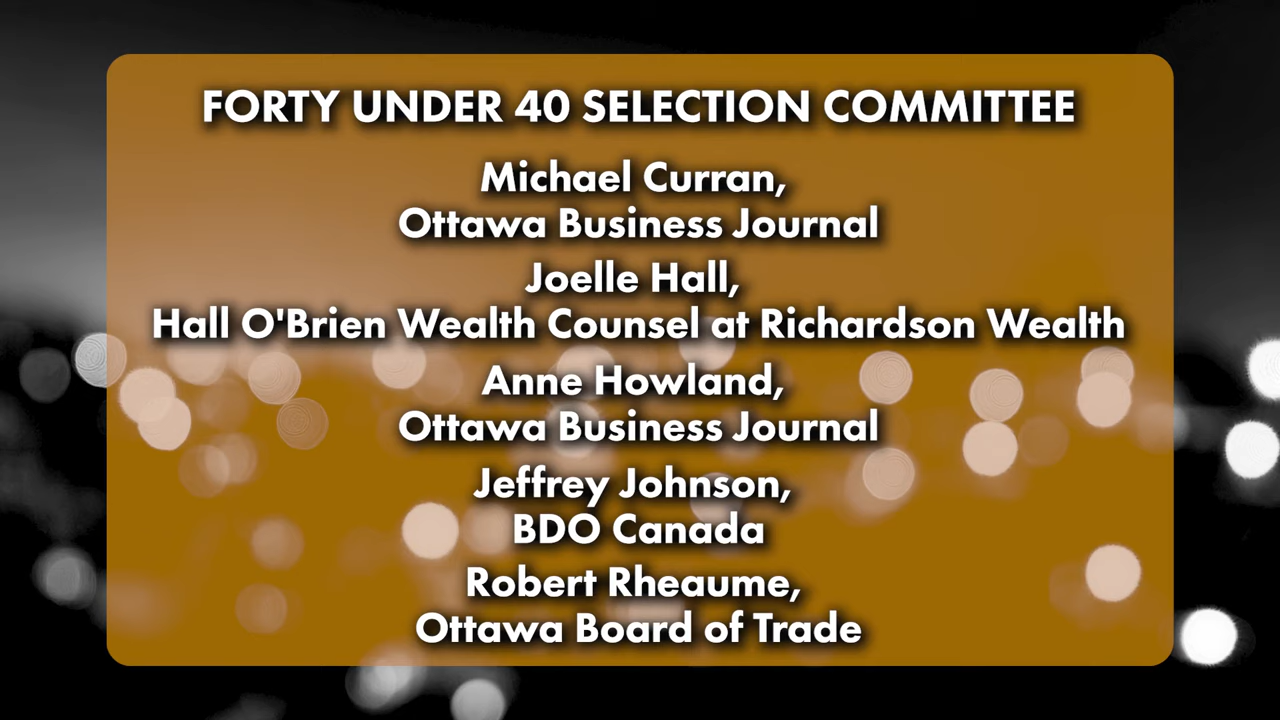 FORTY UNDER 40 SELECTION COMMITTEE
Michael Curran,
Ottawa Business Journal
Joelle Hall,
Hall O'Brien Wealth Counsel at Richardson Wealth
Anne Howland,
Ottawa Business Journal
Jeffrey Johnson,
BDO Canada
Robert Rheaume,
Ottawa Board of Trade